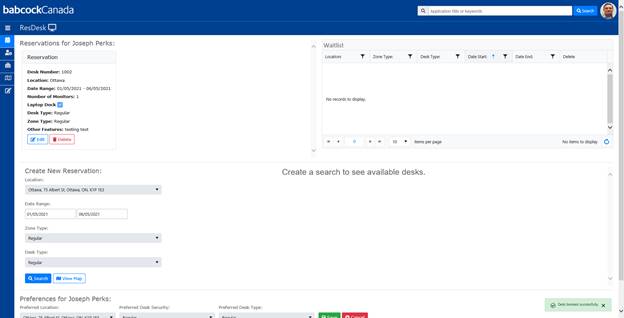 babcockCanada
Application title or keywords
Search
ResDesk
Reservations for Joseph Perks:
Reservation
Desk Number: 1002
Location: Ottawa
Date Range: 01/05/2021 - 06/05/2021
Number of Monitors: 1
Laptop Dock
Desk Type: Regular
Zone Type: Regular
Other Features: testing test
Edit Delete
Waitlist
Location: Zone Type: Desk Type: Date Start: Date End: Delete
No records to display.
0 10 items per page No items to display
Create New Reservation:
Location:
Ottawa, 75 Albert St, Ottawa, ON, K1P 1E3
Date Range:
01/05/2021 06/05/2021
Zone Type:
Regular
Desk Type:
Regular
Search View Map
Create a search to see available desks.
Preferences for Joseph Perks:
Preferred Location: Preferred Desk Security: Preferred Desk Type:
Ottawa, 75 Albert St, Ottawa, ON, K1P 1E3 Regular Regular Save Cancel
Desk booked successfully.